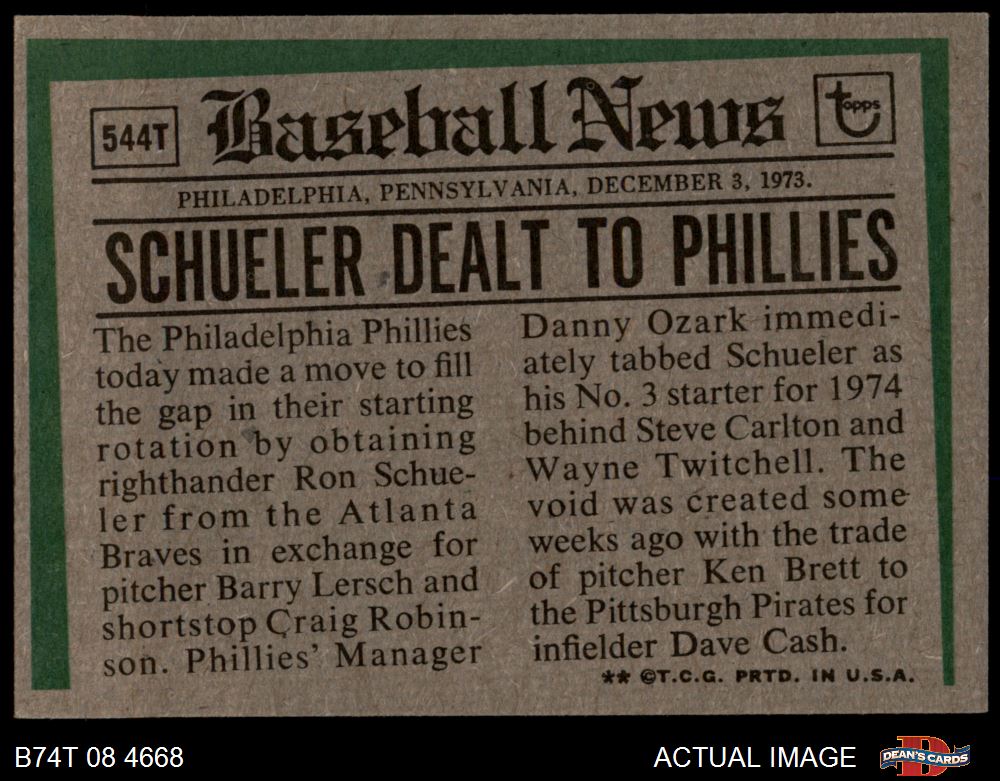 544T
Baseball News
topps
PHILADELPHIA, PENNSYLVANIA, DECEMBER 3, 1973.
SCHUELER DEALT TO PHILLIES
The Philadelphia Phillies
today made a move to fill
the gap in their starting
rotation by obtaining
righthander Ron Schue-
ler from the Atlanta
Braves in exchange for
pitcher Barry Lersch and
shortstop Craig Robin-
son. Phillies' Manager
Danny Ozark immedi-
ately tabbed Schueler as
his No. 3 starter for 1974
behind Steve Carlton and
Wayne Twitchell. The
void was created some
weeks ago with the trade
of pitcher Ken Brett to
the Pittsburgh Pirates for
infielder Dave Cash.
** ©T.C.G. PRTD. IN U.S.A.
B74T 08 4668
ACTUAL IMAGE
DEAN'S CARDS